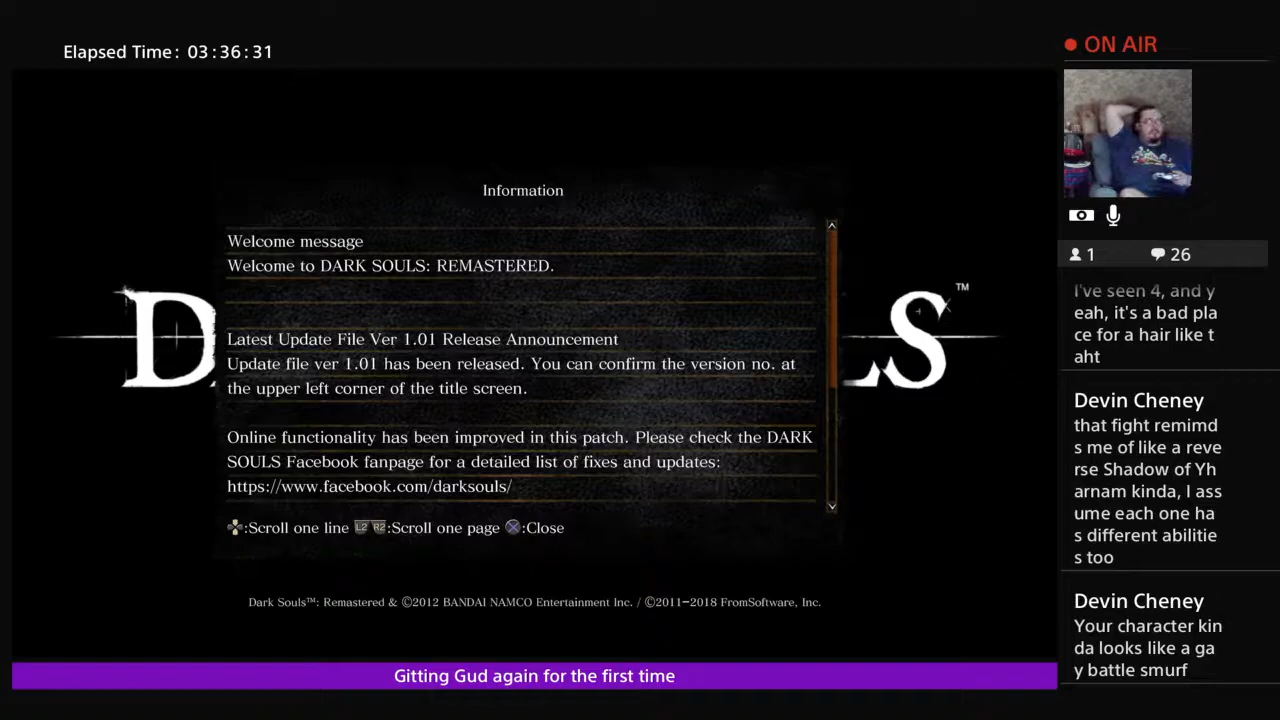 Elapsed Time: 03:36:31
ON AIR
Information
Welcome message
Welcome to DARK SOULS: REMASTERED.
Latest Update File Ver 1.01 Release Announcement
Update file ver 1.01 has been released. You can confirm the version no. at
the upper left corner of the title screen.
Online functionality has been improved in this patch. Please check the DARK
SOULS Facebook fanpage for a detailed list of fixes and updates:
https://www.facebook.com/darksouls/
:Scroll one line L2 R2:Scroll one page :Close
D LS™
Dark Souls™: Remastered & ©2012 BANDAI NAMCO Entertainment Inc. / ©2011-2018 FromSoftware, Inc.
Gitting Gud again for the first time
1 26
I've seen 4, and y
eah, it's a bad pla
ce for a hair like t
aht
Devin Cheney
that fight remimd
s me of like a reve
rse Shadow of Yh
arnam kinda, I ass
ume each one ha
s different abilitie
s too
Devin Cheney
Your character kin
da looks like a ga
y battle smurf